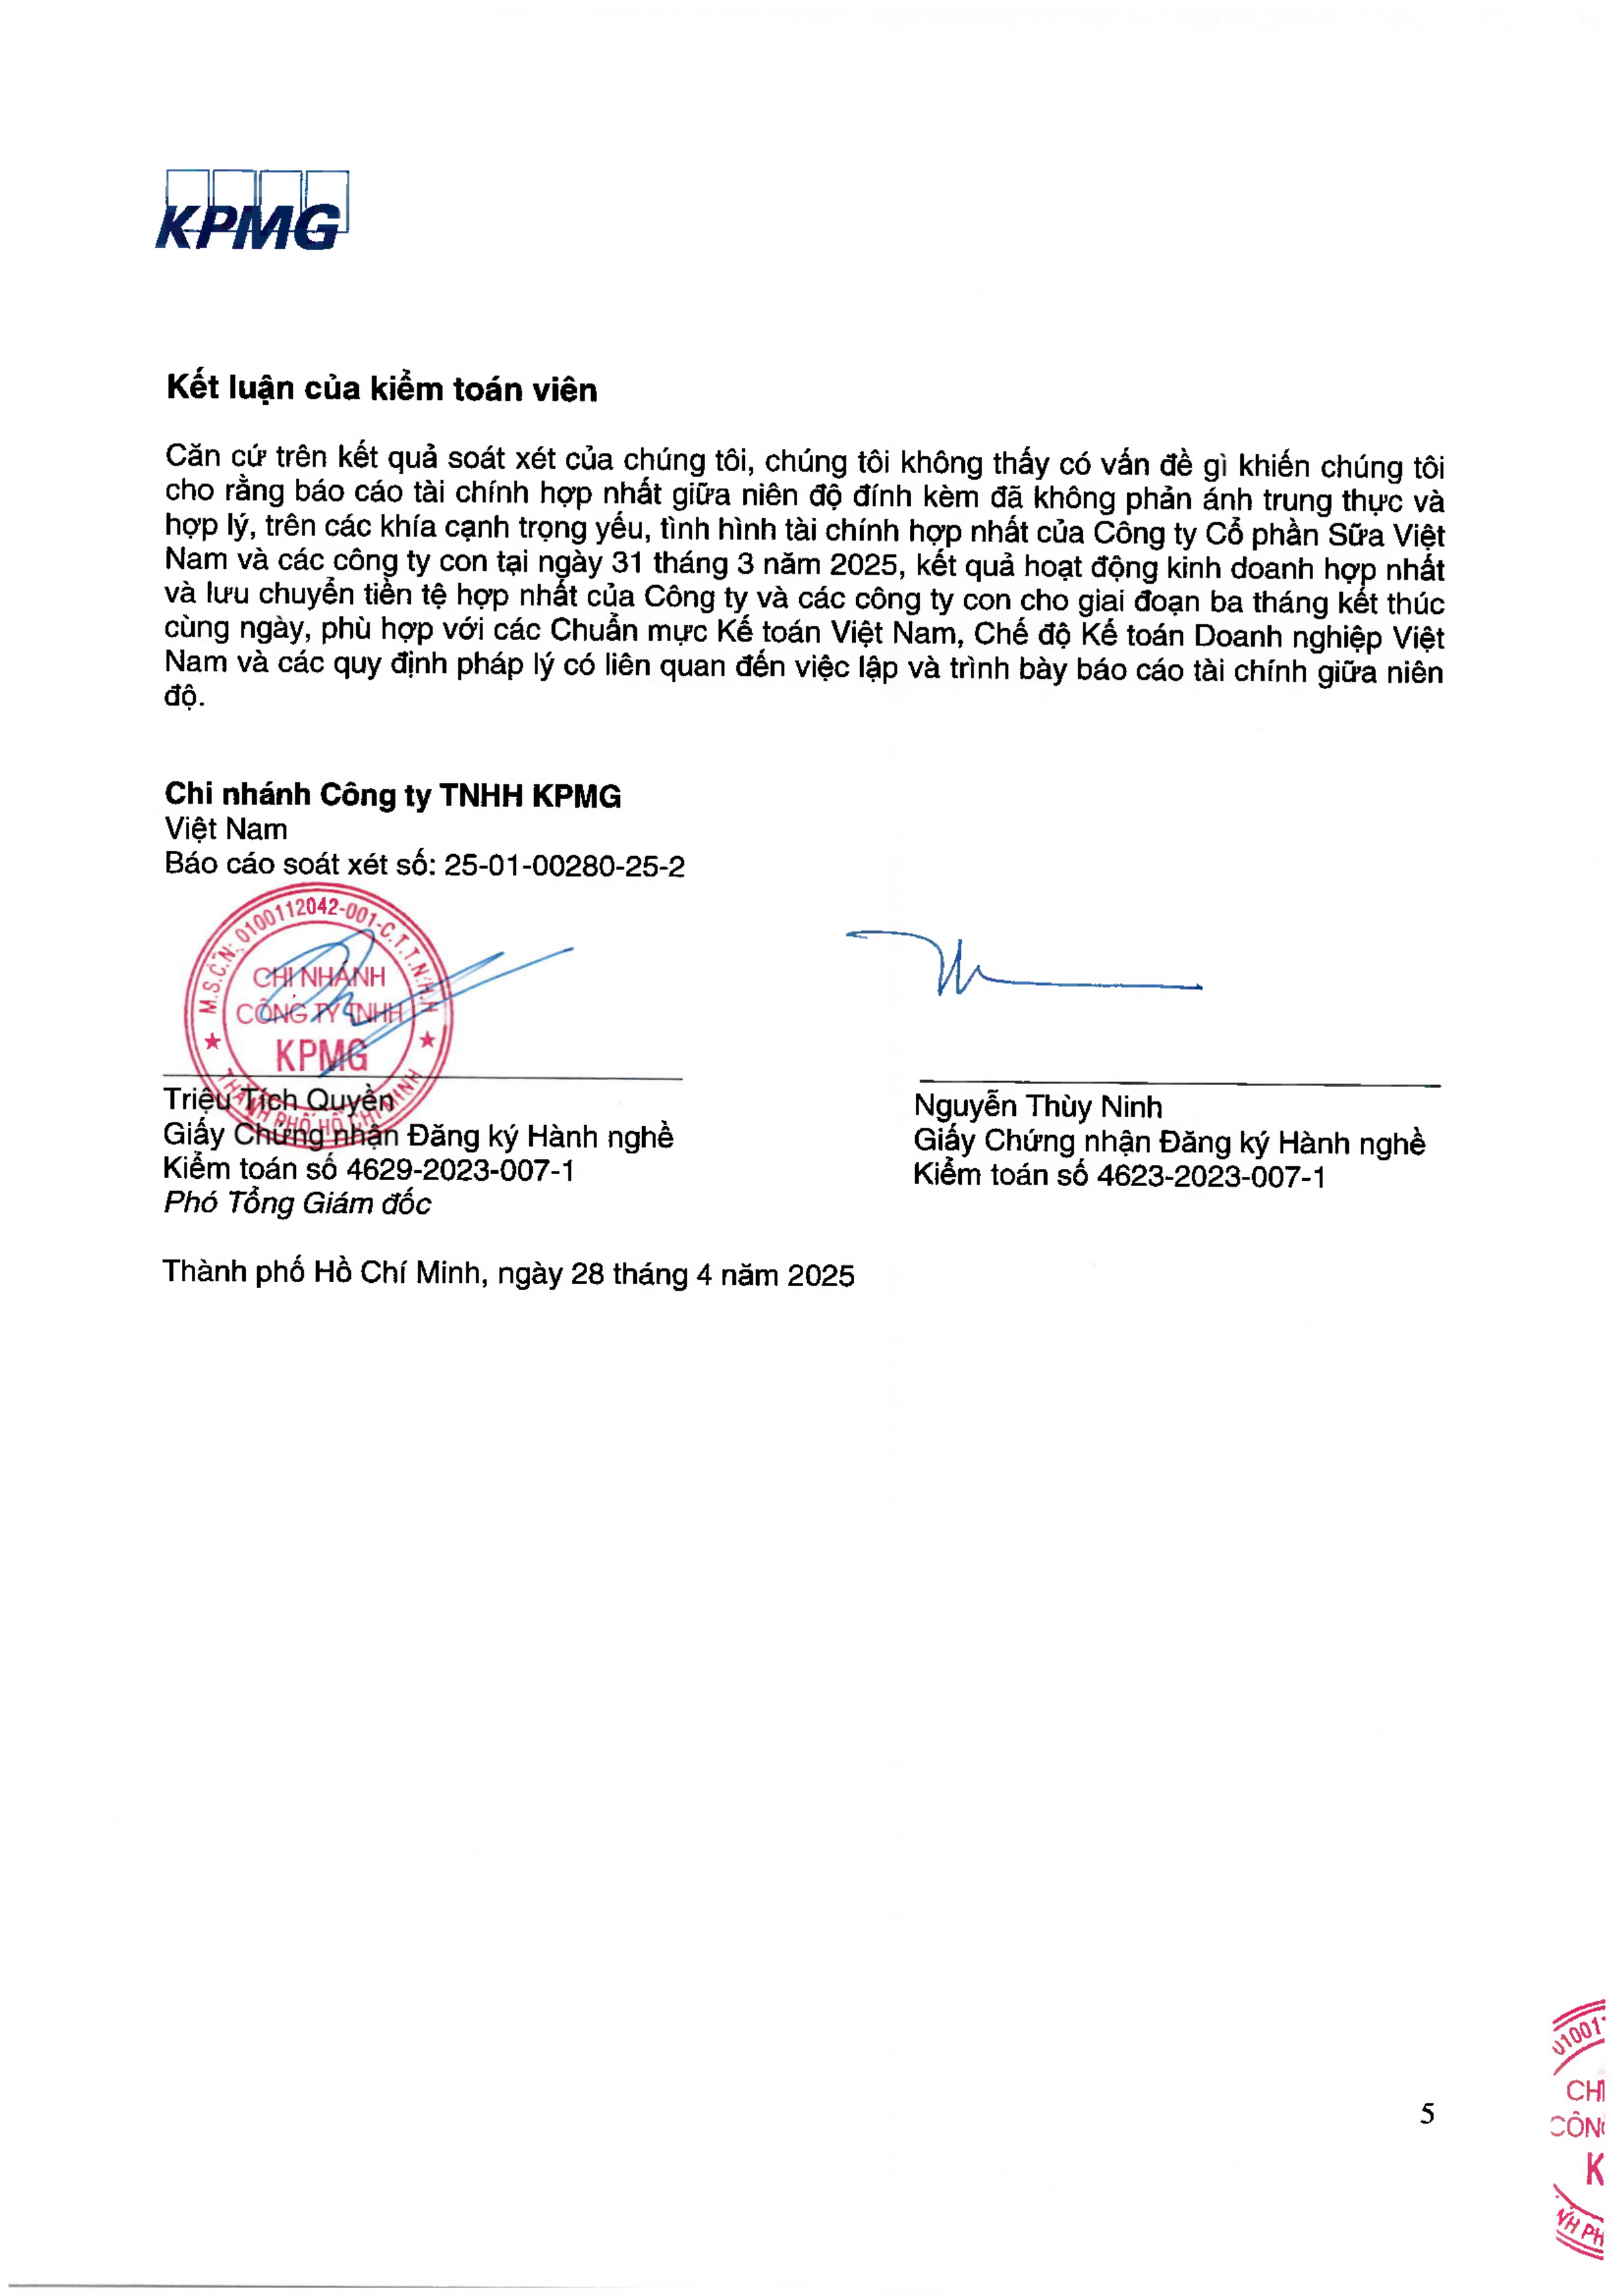 KPMG
Kết luận của kiểm toán viên
Căn cứ trên kết quả soát xét của chúng tôi, chúng tôi không thấy có vấn đề gì khiến chúng tôi
cho rằng báo cáo tài chính hợp nhất giữa niên độ đính kèm đã không phản ánh trung thực và
hợp lý, trên các khía cạnh trọng yếu, tình hình tài chính hợp nhất của Công ty Cổ phần Sữa Việt
Nam và các công ty con tại ngày 31 tháng 3 năm 2025, kết quả hoạt động kinh doanh hợp nhất
và lưu chuyển tiền tệ hợp nhất của Công ty và các công ty con cho giai đoạn ba tháng kết thúc
cùng ngày, phù hợp với các Chuẩn mực Kế toán Việt Nam, Chế độ Kế toán Doanh nghiệp Việt
Nam và các quy định pháp lý có liên quan đến việc lập và trình bày báo cáo tài chính giữa niên
độ.
Chi nhánh Công ty TNHH KPMG
Việt Nam
Báo cáo soát xét số: 25-01-00280-25-2
M.S.C.N: 0100112042-001-C.T.T.N.H.H
CHI NHÁNH
CÔNG TY TNHH
KPMG
THÀNH PHỐ HỒ CHÍ MINH
Triệu Tích Quyền
Giấy Chứng nhận Đăng ký Hành nghề
Kiểm toán số 4629-2023-007-1
Phó Tổng Giám đốc
Nguyễn Thùy Ninh
Giấy Chứng nhận Đăng ký Hành nghề
Kiểm toán số 4623-2023-007-1
Thành phố Hồ Chí Minh, ngày 28 tháng 4 năm 2025
5